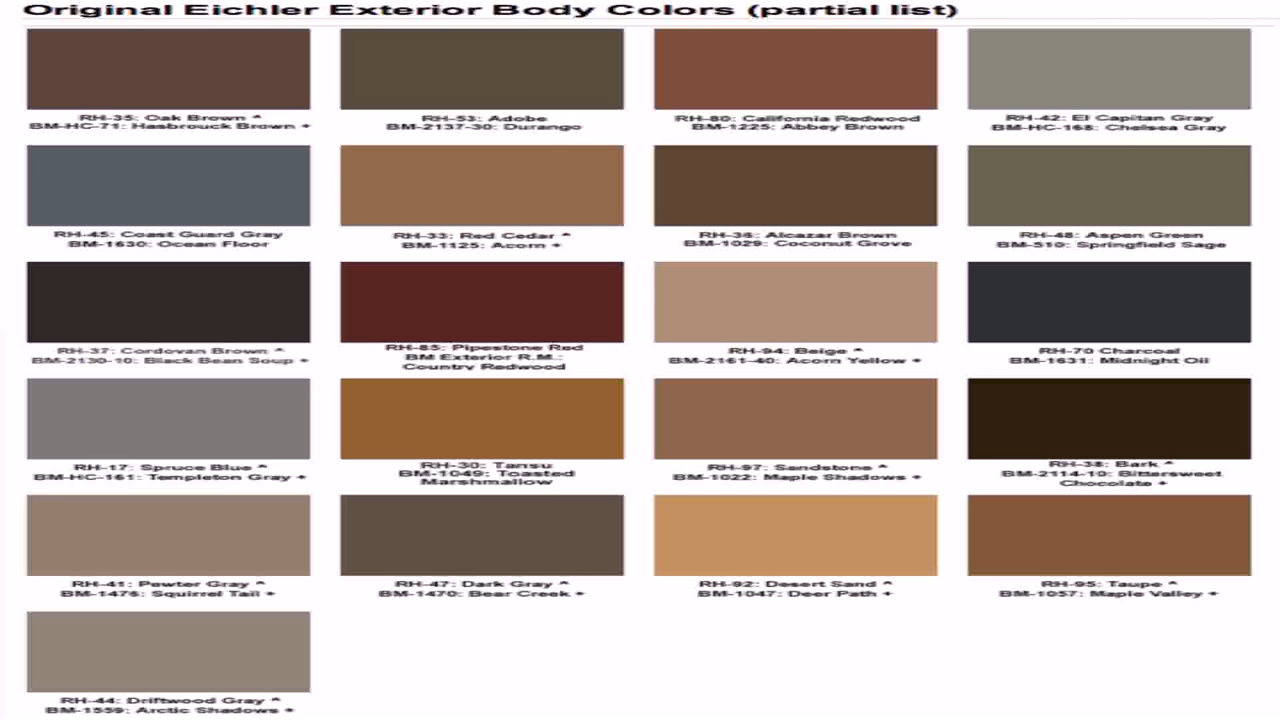 Original Eichler Exterior Body Colors (partial list)
RH-35: Oak Brown ^
BM-HC-71: Hasbrouck Brown +
RH-53: Adobe
BM-2137-30: Durango
RH-80: California Redwood
BM-1225: Abbey Brown
RH-42: El Capitan Gray
BM-HC-168: Chelsea Gray
RH-45: Coast Guard Gray
BM-1630: Ocean Floor
RH-33: Red Cedar ^
BM-1125: Acorn +
RH-36: Alcazar Brown
BM-1029: Coconut Grove
RH-48: Aspen Green
BM-510: Springfield Sage
RH-37: Cordovan Brown ^
BM-2130-10: Black Bean Soup +
RH-85: Pipestone Red
BM Exterior R.M.:
Country Redwood
RH-94: Beige ^
BM-2161-40: Acorn Yellow +
RH-70 Charcoal
BM-1631: Midnight Oil
RH-17: Spruce Blue ^
BM-HC-161: Templeton Gray +
RH-30: Tansu
BM-1049: Toasted
Marshmallow
RH-97: Sandstone ^
BM-1022: Maple Shadows +
RH-38: Bark ^
BM-2114-10: Bittersweet
Chocolate +
RH-41: Pewter Gray ^
BM-1476: Squirrel Tail +
RH-47: Dark Gray ^
BM-1470: Bear Creek +
RH-92: Desert Sand ^
BM-1047: Deer Path +
RH-95: Taupe ^
BM-1057: Maple Valley +
RH-44: Driftwood Gray ^
BM-1559: Arctic Shadows +